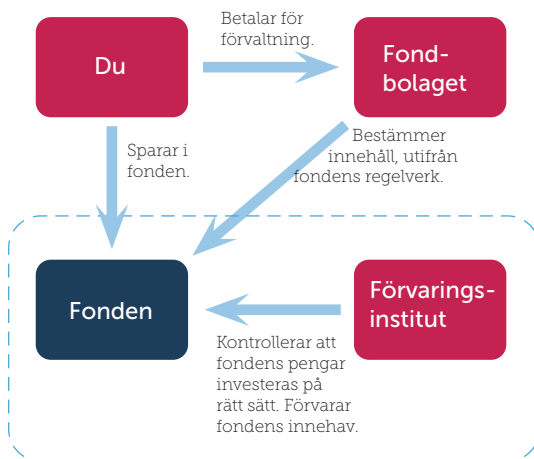 Betalar för
förvaltning.
Du
Fond-
bolaget
Sparar i
fonden.
Bestämmer
innehåll, utifrån
fondens regelverk.
Fonden
Förvarings-
institut
Kontrollerar att
fondens pengar
investeras på
rätt sätt. Förvarar
fondens innehav.